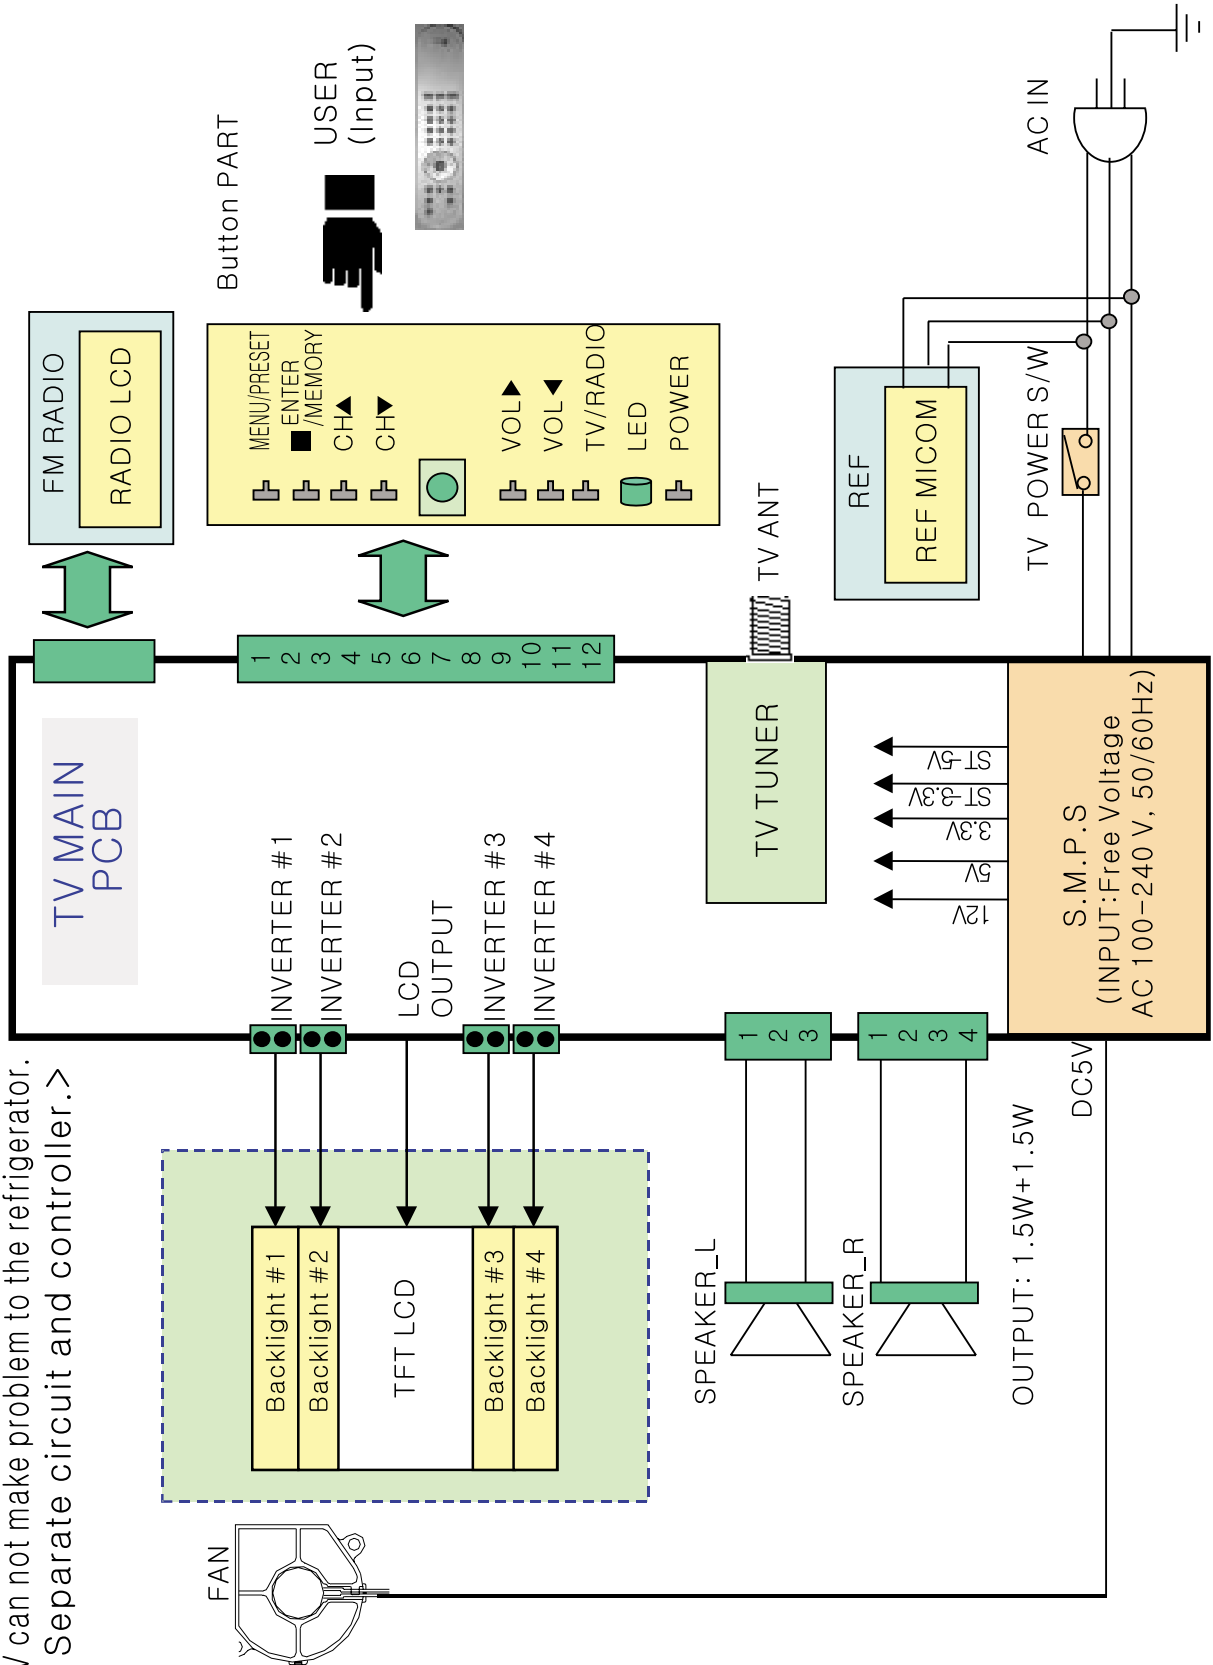 can not make problem to the refrigerator.
Separate circuit and controller.>
FM RADIO
RADIO LCD
Button PART
USER
(Input)
MENU/PRESET
ENTER
/MEMORY
CH▲
CH▼
VOL▶
VOL◀
TV/RADIO
LED
POWER
TV MAIN
PCB
1
2
3
4
5
6
7
8
9
10
11
12
INVERTER #1
INVERTER #2
LCD
OUTPUT
INVERTER #3
INVERTER #4
Backlight #1
Backlight #2
TFT LCD
Backlight #3
Backlight #4
FAN
TV TUNER
TV ANT
REF
REF MICOM
TV POWER S/W
AC IN
ST-5V
ST-3.3V
3.3V
5V
12V
S.M.P.S
(INPUT:Free Voltage
AC 100-240 V, 50/60Hz)
1
2
3
1
2
3
4
SPEAKER_L
SPEAKER_R
OUTPUT: 1.5W+1.5W
DC5V